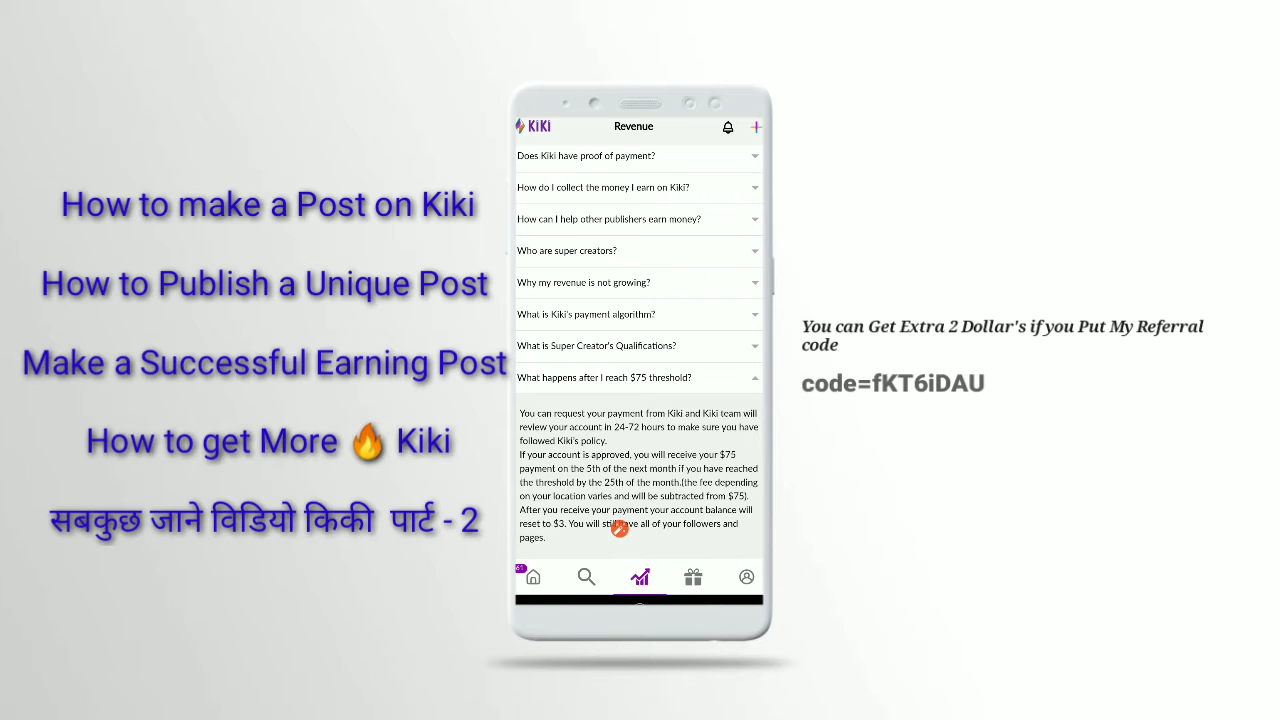 How to make a Post on Kiki
How to Publish a Unique Post
Make a Successful Earning Post
How to get More 🔥 Kiki
सबकुछ जाने विडियो किकी पार्ट - 2
KiKi
Revenue
Does Kiki have proof of payment?
How do I collect the money I earn on Kiki?
How can I help other publishers earn money?
Who are super creators?
Why my revenue is not growing?
What is Kiki's payment algorithm?
What is Super Creator's Qualifications?
What happens after I reach $75 threshold?
You can request your payment from Kiki and Kiki team will
review your account in 24-72 hours to make sure you have
followed Kiki's policy.
If your account is approved, you will receive your $75
payment on the 5th of the next month if you have reached
the threshold by the 25th of the month.(the fee depending
on your location varies and will be subtracted from $75).
After you receive your payment your account balance will
reset to $3. You will all of your followers and
pages.
61
You can Get Extra 2 Dollar's if you Put My Referral
code
code=fKT6iDAU